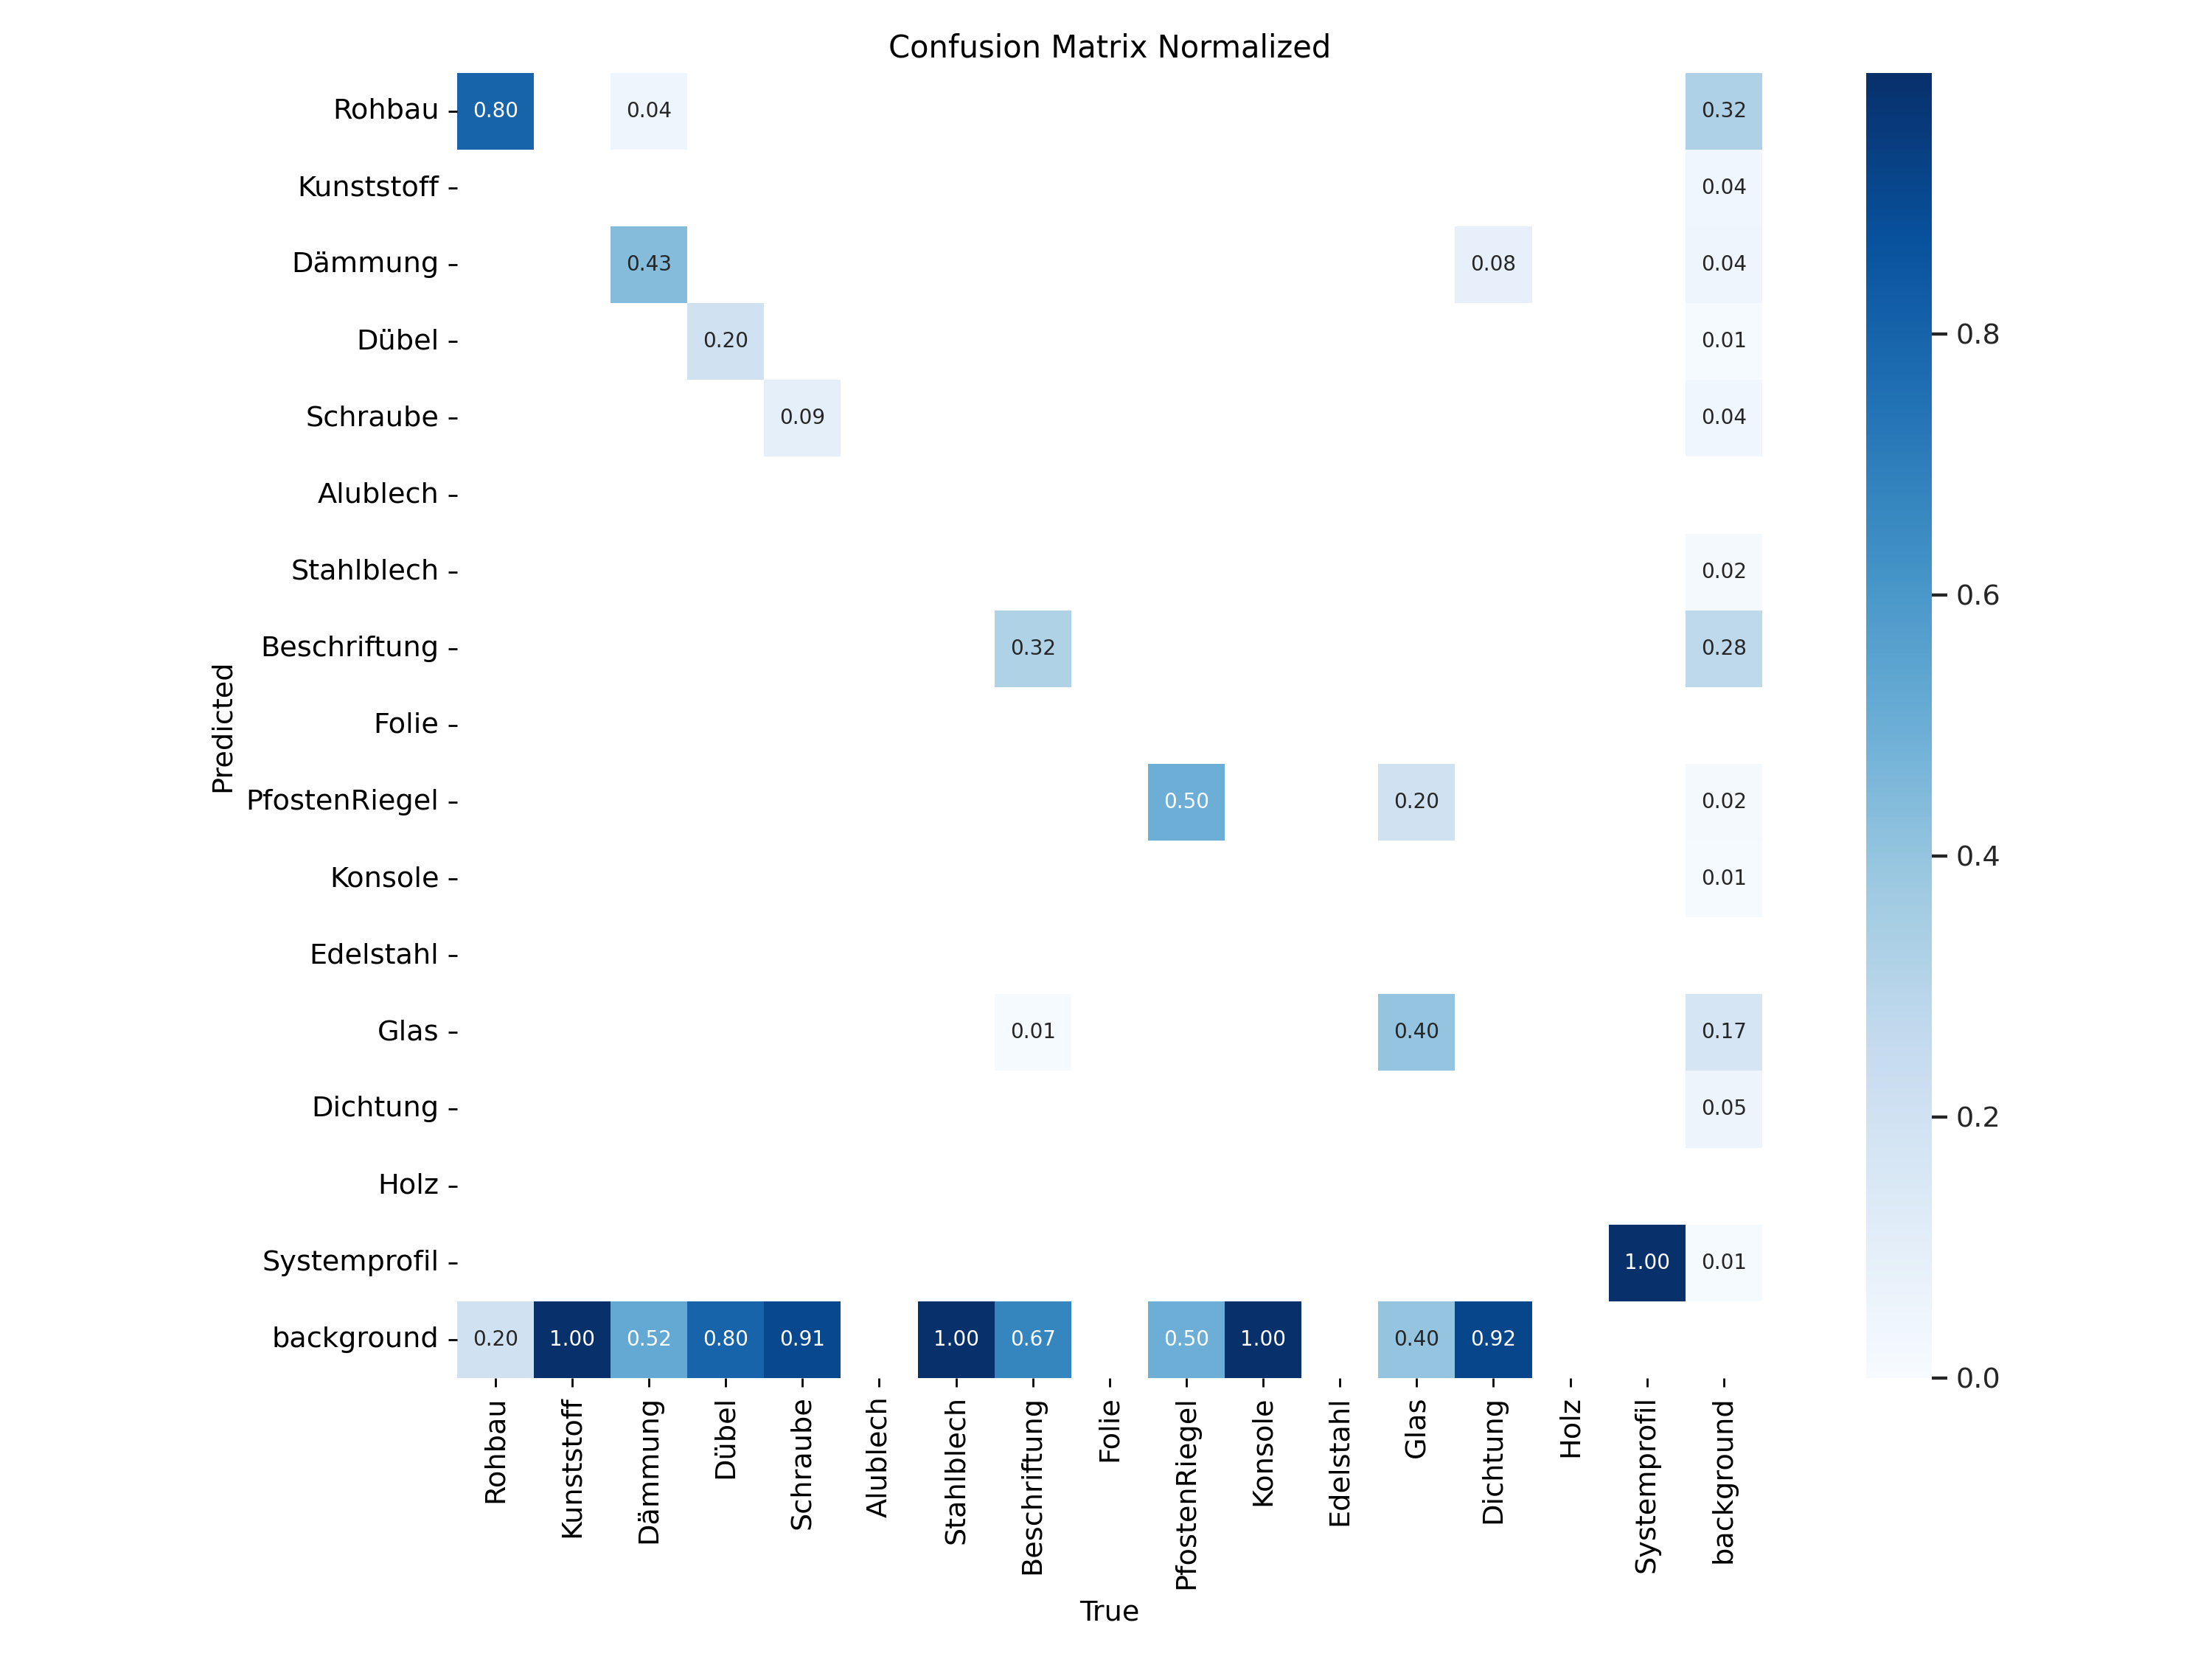 Confusion Matrix Normalized
Rohbau 0.80 0.04 0.32
Kunststoff 0.04
Dämmung 0.43 0.08 0.04
Dübel 0.20 0.01
Schraube 0.09 0.04
Alublech
Stahlblech 0.02
Beschriftung 0.32 0.28
Folie
PfostenRiegel 0.50 0.20 0.02
Konsole 0.01
Edelstahl
Glas 0.01 0.40 0.17
Dichtung 0.05
Holz
Systemprofil 1.00 0.01
background 0.20 1.00 0.52 0.80 0.91 1.00 0.67 0.50 1.00 0.40 0.92
Predicted
Rohbau Kunststoff Dämmung Dübel Schraube Alublech Stahlblech Beschriftung Folie PfostenRiegel Konsole Edelstahl Glas Dichtung Holz Systemprofil background
True
0.8
0.6
0.4
0.2
0.0